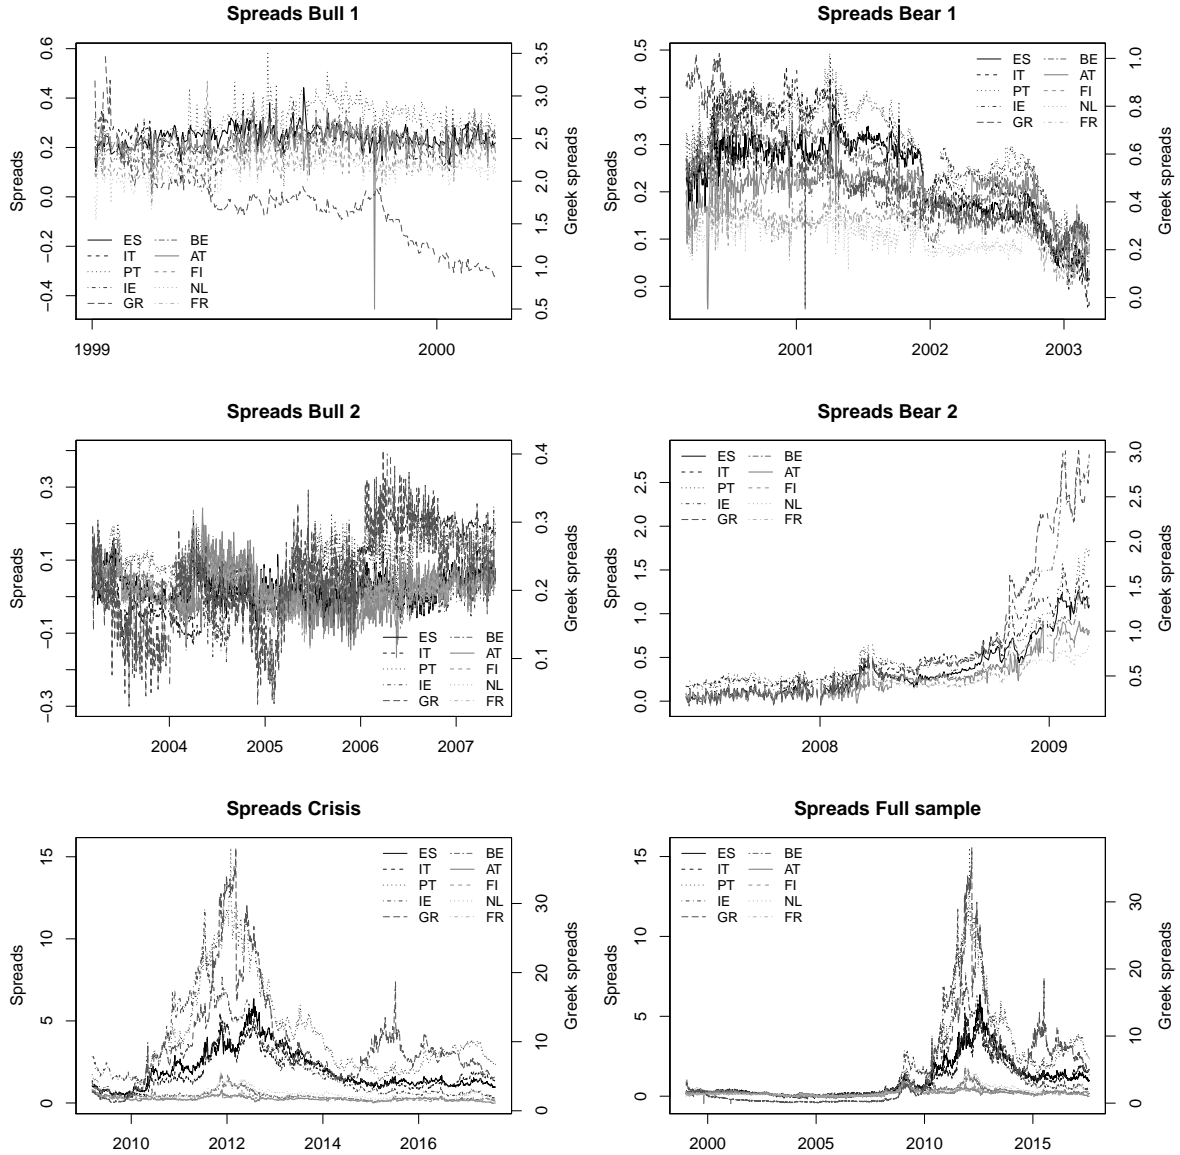 Spreads Bull 1
Spreads
0.6
0.4
0.2
0.0
−0.2
−0.4
ES BE
IT AT
PT FI
IE NL
GR FR
3.5
3.0
2.5
2.0
1.5
1.0
0.5
Greek spreads
1999 2000
Spreads Bear 1
Spreads
0.5
0.4
0.3
0.2
0.1
0.0
ES BE
IT AT
PT FI
IE NL
GR FR
1.0
0.8
0.6
0.4
0.2
0.0
Greek spreads
2001 2002 2003
Spreads Bull 2
Spreads
0.3
0.1
−0.1
−0.3
ES BE
IT AT
PT FI
IE NL
GR FR
0.4
0.3
0.2
0.1
Greek spreads
2004 2005 2006 2007
Spreads Bear 2
Spreads
2.5
2.0
1.5
1.0
0.5
0.0
ES BE
IT AT
PT FI
IE NL
GR FR
3.0
2.5
2.0
1.5
1.0
0.5
Greek spreads
2008 2009
Spreads Crisis
Spreads
15
10
5
0
ES BE
IT AT
PT FI
IE NL
GR FR
30
20
10
0
Greek spreads
2010 2012 2014 2016
Spreads Full sample
Spreads
15
10
5
0
ES BE
IT AT
PT FI
IE NL
GR FR
30
20
10
0
Greek spreads
2000 2005 2010 2015